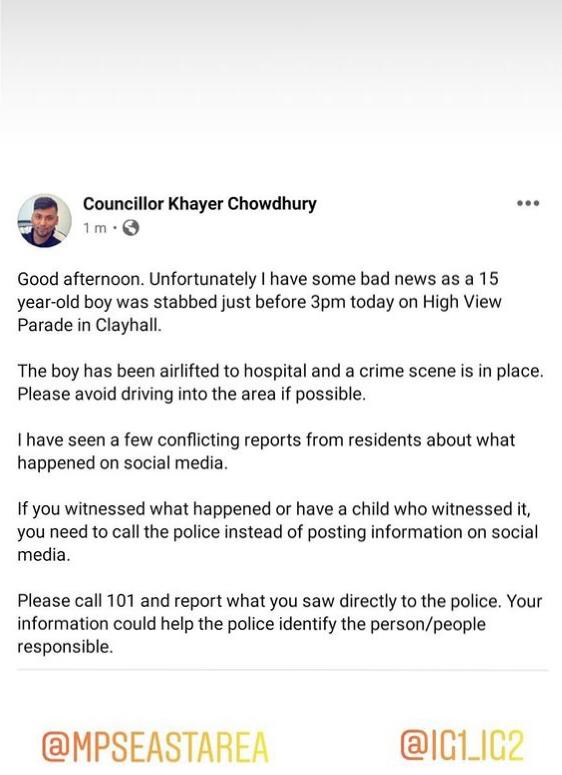 Councillor Khayer Chowdhury
1 m ·
Good afternoon. Unfortunately I have some bad news as a 15
year-old boy was stabbed just before 3pm today on High View
Parade in Clayhall.
The boy has been airlifted to hospital and a crime scene is in place.
Please avoid driving into the area if possible.
I have seen a few conflicting reports from residents about what
happened on social media.
If you witnessed what happened or have a child who witnessed it,
you need to call the police instead of posting information on social
media.
Please call 101 and report what you saw directly to the police. Your
information could help the police identify the person/people
responsible.
@MPSEASTAREA @IG1_IG2